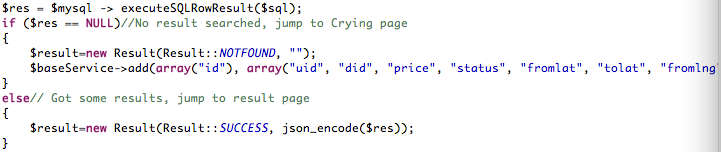 $res = $mysql -> executeSQLRowResult($sql);
if ($res == NULL)//No result searched, jump to Crying page
{
$result=new Result(Result::NOTFOUND, "");
$baseService->add(array("id"), array("uid", "did", "price", "status", "fromlat", "tolat", "fromlng"
}
else// Got some results, jump to result page
{
$result=new Result(Result::SUCCESS, json_encode($res));
}